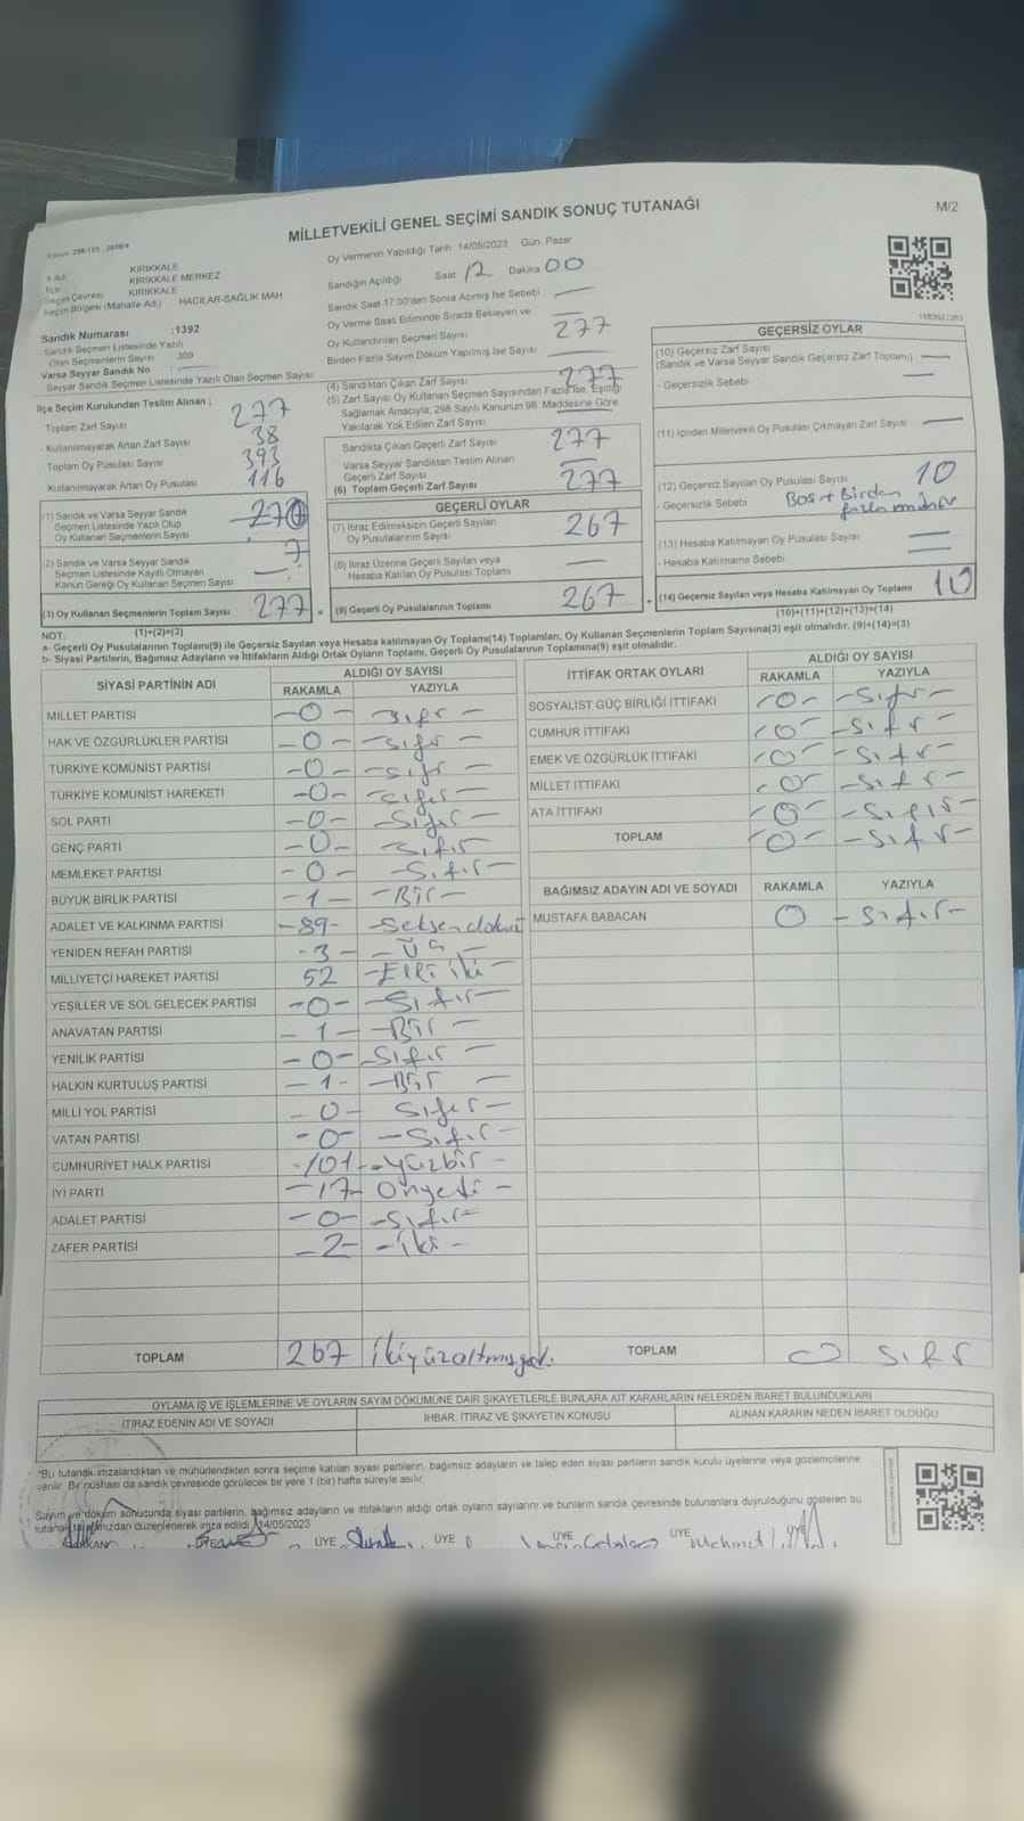 MİLLETVEKİLİ GENEL SEÇİMİ SANDIK SONUÇ TUTANAĞI
M/2
KIRIKKALE
KIRIKKALE MERKEZ
KIRIKKALE
Seçim Bölgesi (Mahalle Adı) HACILAR-SAĞLIK MAH
Sandık Numarası :1392
Sandık Seçmen Listesinde Yazılı
Olan Seçmenlerin Sayısı
Varsa Seyyar Sandık No
Seyyar Sandık Seçmen Listesinde Yazılı Olan Seçmen Sayısı
Oy Vermenin Yapıldığı Tarih 14/05/2023 Gün. Pazar
Sandığın Açıldığı Saat 12 Dakika 00
Sandık Saat 17.00'den Sonra Açılmış İse Sebebi
Oy Verme Saati Bitiminde Sırada Bekleyen ve
Oy Kullandırılan Seçmen Sayısı 277
Birden Fazla Sayım Döküm Yapılmış İse Sayısı
İlçe Seçim Kurulundan Teslim Alınan :
Toplam Zarf Sayısı 277
Kullanılmayarak Artan Zarf Sayısı 38
Toplam Oy Pusulası Sayısı 393
Kullanılmayarak Artan Oy Pusulası 116
(1) Sandık ve Varsa Seyyar Sandık
Seçmen Listesinde Yazılı Olup
Oy Kullanan Seçmenlerin Sayısı 270
(2) Sandık ve Varsa Seyyar Sandık
Seçmen Listesinde Kayıtlı Olmayan
Kanun Gereği Oy Kullanan Seçmen Sayısı 7
(3) Oy Kullanan Seçmenlerin Toplam Sayısı 277
(1)+(2)=(3)
(4) Sandıktan Çıkan Zarf Sayısı 277
(5) Zarf Sayısı Oy Kullanan Seçmen Sayısından Fazla ise, Eşitliği
Sağlamak Amacıyla, 298 Sayılı Kanunun 98. Maddesine Göre
Yakılarak Yok Edilen Zarf Sayısı
Sandıkta Çıkan Geçerli Zarf Sayısı 277
Varsa Seyyar Sandıktan Teslim Alınan
Geçerli Zarf Sayısı
(6) Toplam Geçerli Zarf Sayısı 277
GEÇERLİ OYLAR
(7) İtiraz Edilmeksizin Geçerli Sayılan
Oy Pusulalarının Sayısı 267
(8) İtiraz Üzerine Geçerli Sayılan veya
Hesaba Katılan Oy Pusulası Toplamı
(9) Geçerli Oy Pusulalarının Toplamı 267
GEÇERSİZ OYLAR
(10) Geçersiz Zarf Sayısı
(Sandık ve Varsa Seyyar Sandık Geçersiz Zarf Toplamı)
- Geçersizlik Sebebi
(11) İçinden Milletvekili Oy Pusulası Çıkmayan Zarf Sayısı
(12) Geçersiz Sayılan Oy Pusulası Sayısı 10
- Geçersizlik Sebebi Boş + Birden
fazla mühür
(13) Hesaba Katılmayan Oy Pusulası Sayısı
- Hesaba Katılmama Sebebi
(14) Geçersiz Sayılan veya Hesaba Katılmayan Oy Toplamı 10
(10)+(11)+(12)+(13)=(14)
NOT:
a- Geçerli Oy Pusulalarının Toplamı(9) ile Geçersiz Sayılan veya Hesaba katılmayan Oy Toplamı(14) Toplamları, Oy Kullanan Seçmenlerin Toplam Sayısına(3) eşit olmalıdır. (9)+(14)=(3)
b- Siyasi Partilerin, Bağımsız Adayların ve İttifakların Aldığı Ortak Oyların Toplamı, Geçerli Oy Pusulalarının Toplamına(9) eşit olmalıdır.
SİYASİ PARTİNİN ADI ALDIĞI OY SAYISI
RAKAMLA YAZIYLA
MİLLET PARTİSİ -0- Sıfır -
HAK VE ÖZGÜRLÜKLER PARTİSİ -0- -Sıfır -
TÜRKİYE KOMÜNİST PARTİSİ -0- -Sıfır -
TÜRKİYE KOMÜNİST HAREKETİ -0- -Sıfır -
SOL PARTİ -0- -Sıfır -
GENÇ PARTİ -0- -Sıfır
MEMLEKET PARTİSİ -0- -Sıfır-
BÜYÜK BİRLİK PARTİSİ -1- -Bir-
ADALET VE KALKINMA PARTİSİ -89- -Seksendokuz
YENİDEN REFAH PARTİSİ -3- -Üç -
MİLLİYETÇİ HAREKET PARTİSİ 52 -Elli iki -
YEŞİLLER VE SOL GELECEK PARTİSİ -0- -Sıfır-
ANAVATAN PARTİSİ -1- -Bir -
YENİLİK PARTİSİ -0- -Sıfır -
HALKIN KURTULUŞ PARTİSİ -1- -Bir -
MİLLİ YOL PARTİSİ -0- Sıfır-
VATAN PARTİSİ -0- -Sıfır-
CUMHURİYET HALK PARTİSİ -101- -yüzbir -
İYİ PARTİ -17- Onyedi -
ADALET PARTİSİ -0- -Sıfır-
ZAFER PARTİSİ -2- -iki -
TOPLAM 267 ikiyüzaltmışyedi.
İTTİFAK ORTAK OYLARI ALDIĞI OY SAYISI
RAKAMLA YAZIYLA
SOSYALİST GÜÇ BİRLİĞİ İTTİFAKI -0- -Sıfır-
CUMHUR İTTİFAKI -0- -Sıfır -
EMEK VE ÖZGÜRLÜK İTTİFAKI -0- -Sıfır-
MİLLET İTTİFAKI -0- -Sıfır-
ATA İTTİFAKI -0- -Sıfır-
TOPLAM -0- -Sıfır-
BAĞIMSIZ ADAYIN ADI VE SOYADI RAKAMLA YAZIYLA
MUSTAFA BABACAN 0 -Sıfır-
TOPLAM 0 Sıfır
OYLAMA İŞ VE İŞLEMLERİNE VE OYLARIN SAYIM DÖKÜMÜNE DAİR ŞİKAYETLERLE BUNLARA AİT KARARLARIN NELERDEN İBARET BULUNDUKLARI
İTİRAZ EDENİN ADI VE SOYADI İHBAR, İTİRAZ VE ŞİKAYETİN KONUSU ALINAN KARARIN NEDEN İBARET OLDUĞU
"Bu tutanak imzalandıktan ve mühürlendikten sonra seçime katılan siyasi partilerin, bağımsız adayların ve talep eden siyasi partilerin sandık kurulu üyelerine veya gözlemcilerine
verilir. Bir nüshası da sandık çevresinde görülecek bir yere 1 (bir) hafta süreyle asılır.
Sayım ve döküm sonucunda siyasi partilerin, bağımsız adayların ve ittifakların aldığı ortak oyların sayılarını ve bunların sandık çevresinde bulunanlara duyrulduğunu gösteren bu
tutanak tarafımızdan düzenlenerek imza edildi. 14/05/2023
ÜYE ÜYE ÜYE ÜYE Mehmet